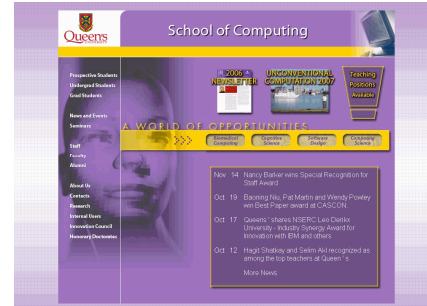 Queen's
School of Computing
2006
NEWSLETTER
UNCONVENTIONAL
COMPUTATION 2007
Teaching
Positions
Available
Prospective Students
Undergrad Students
Grad Students
News and Events
Seminars
Staff
Faculty
Alumni
About Us
Contacts
Research
Internal Users
Innovation Council
Honorary Doctorates
A WORLD OF OPPORTUNITIES
>>>
Biomedical
Computing
Cognitive
Science
Software
Design
Computing
Science
Nov 14 Nancy Barker wins Special Recognition for
Staff Award
Oct 19 Baoning Niu, Pat Martin and Wendy Powley
win Best Paper award at CASCON.
Oct 17 Queens ' shares NSERC Leo Derikx
University - Industry Synergy Award for
Innovation with IBM and others
Oct 12 Hagit Shatkay and Selim Akl recognized as
among the top teachers at Queen ' s
More News